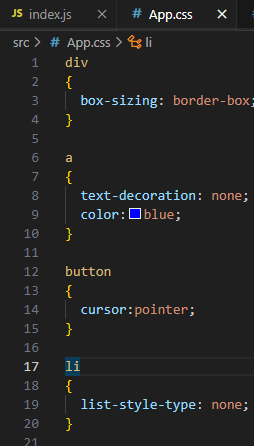 JS index.js # App.css ×
src > # App.css > li
1 div
2 {
3 box-sizing: border-box;
4 }
5
6 a
7 {
8 text-decoration: none;
9 color:blue;
10 }
11
12 button
13 {
14 cursor:pointer;
15 }
16
17 li
18 {
19 list-style-type: none;
20 }
21